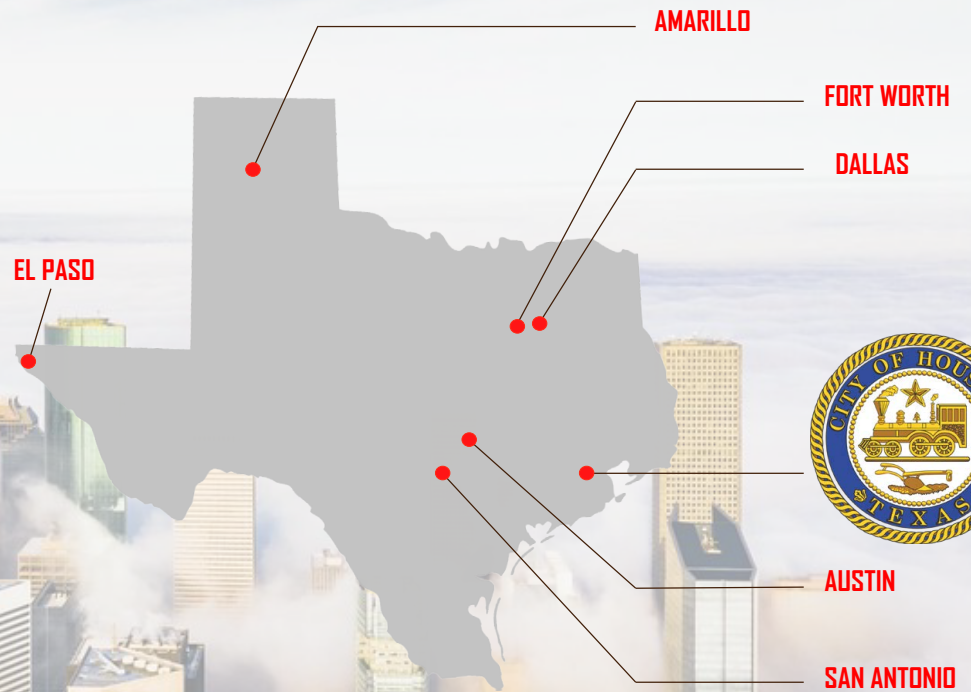 AMARILLO
FORT WORTH
DALLAS
EL PASO
CITY OF HOUS
TEXAS
AUSTIN
SAN ANTONIO